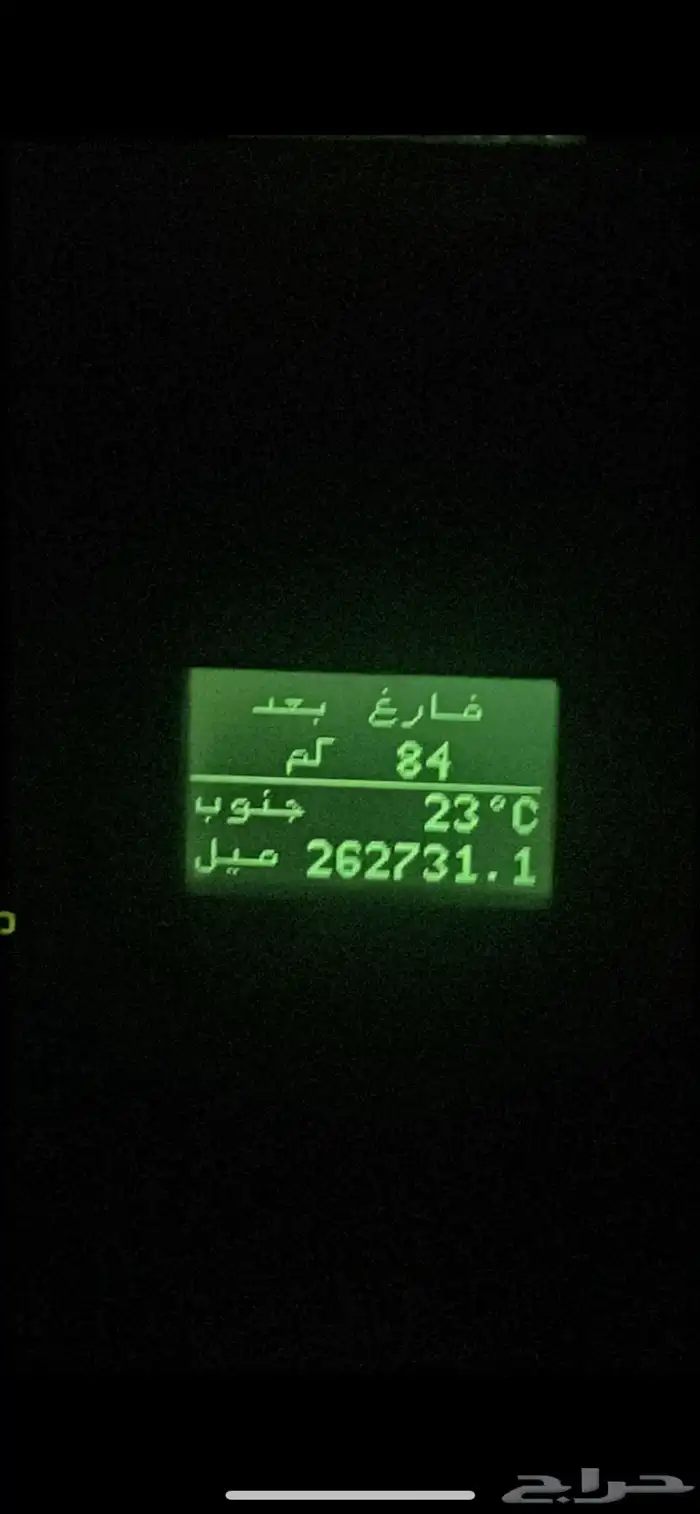 فارغ بعد
84 كم
23°C جنوب
262731.1 ميل
حراج